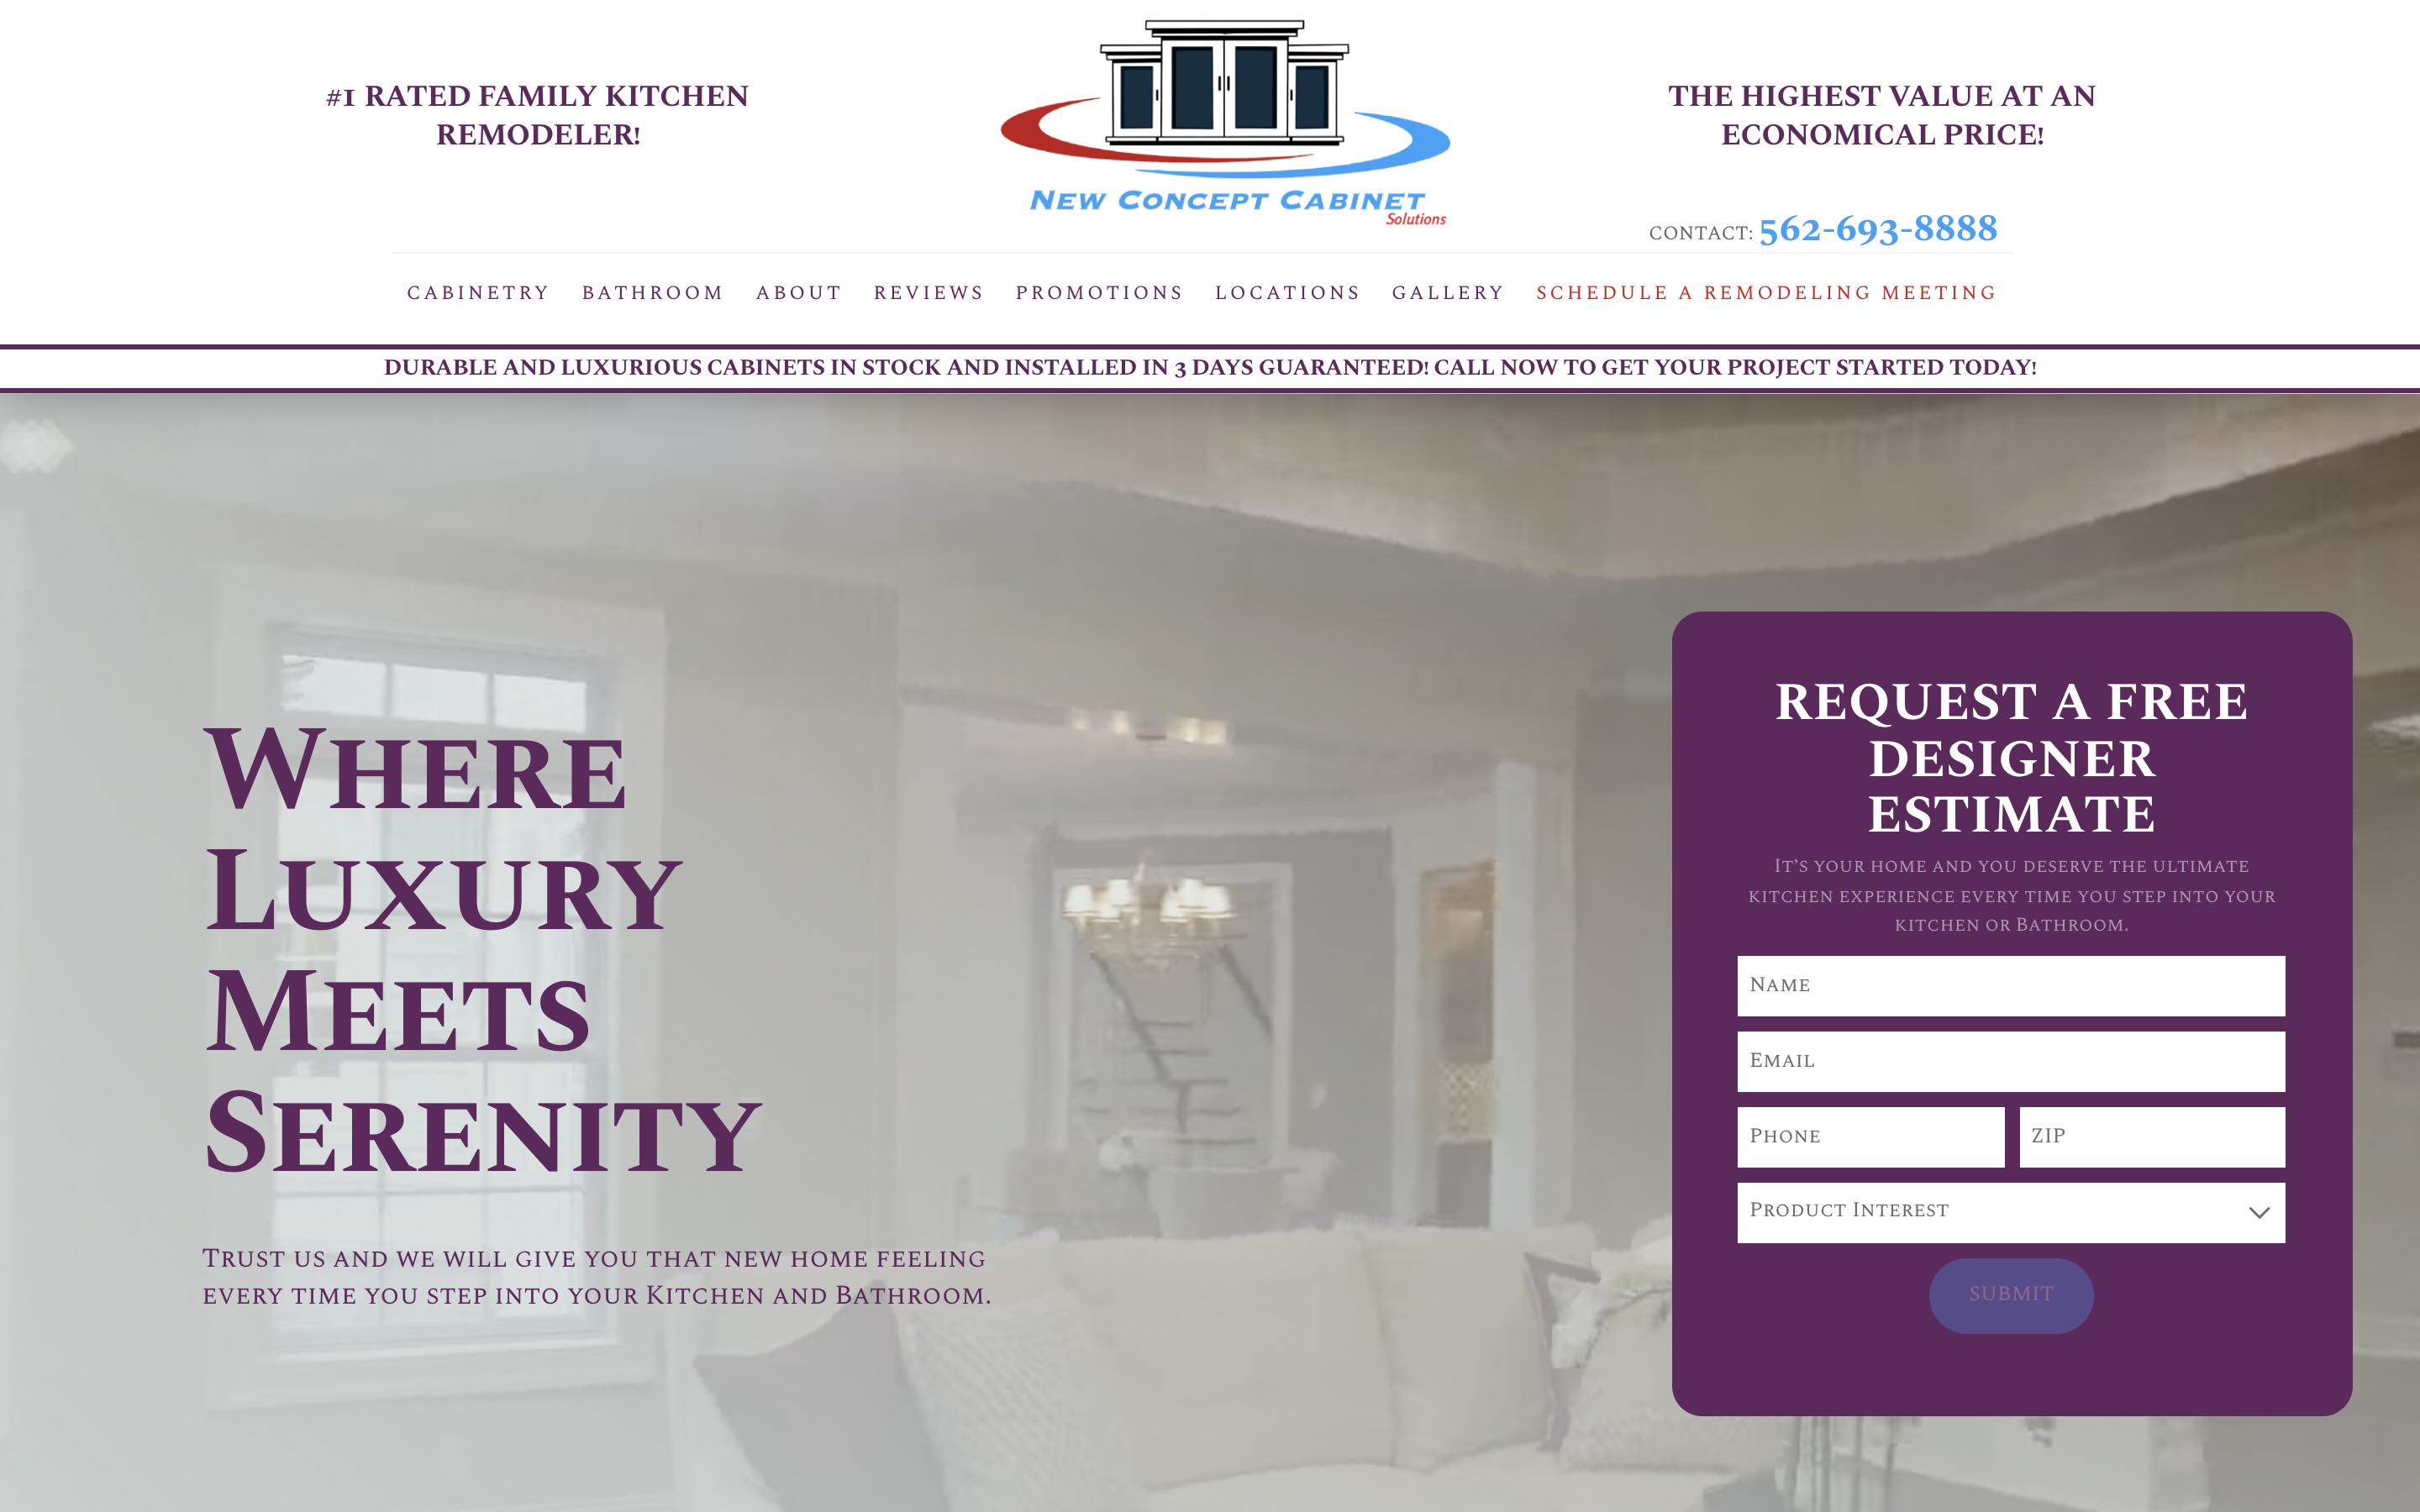 #1 RATED FAMILY KITCHEN
REMODELER!
NEW CONCEPT CABINET
Solutions
THE HIGHEST VALUE AT AN
ECONOMICAL PRICE!
CONTACT: 562-693-8888
CABINETRY BATHROOM ABOUT REVIEWS PROMOTIONS LOCATIONS GALLERY SCHEDULE A REMODELING MEETING
DURABLE AND LUXURIOUS CABINETS IN STOCK AND INSTALLED IN 3 DAYS GUARANTEED! CALL NOW TO GET YOUR PROJECT STARTED TODAY!
WHERE
LUXURY
MEETS
SERENITY
TRUST US AND WE WILL GIVE YOU THAT NEW HOME FEELING
EVERY TIME YOU STEP INTO YOUR KITCHEN AND BATHROOM.
REQUEST A FREE
DESIGNER
ESTIMATE
IT'S YOUR HOME AND YOU DESERVE THE ULTIMATE
KITCHEN EXPERIENCE EVERY TIME YOU STEP INTO YOUR
KITCHEN OR BATHROOM.
NAME
EMAIL
PHONE ZIP
PRODUCT INTEREST
SUBMIT